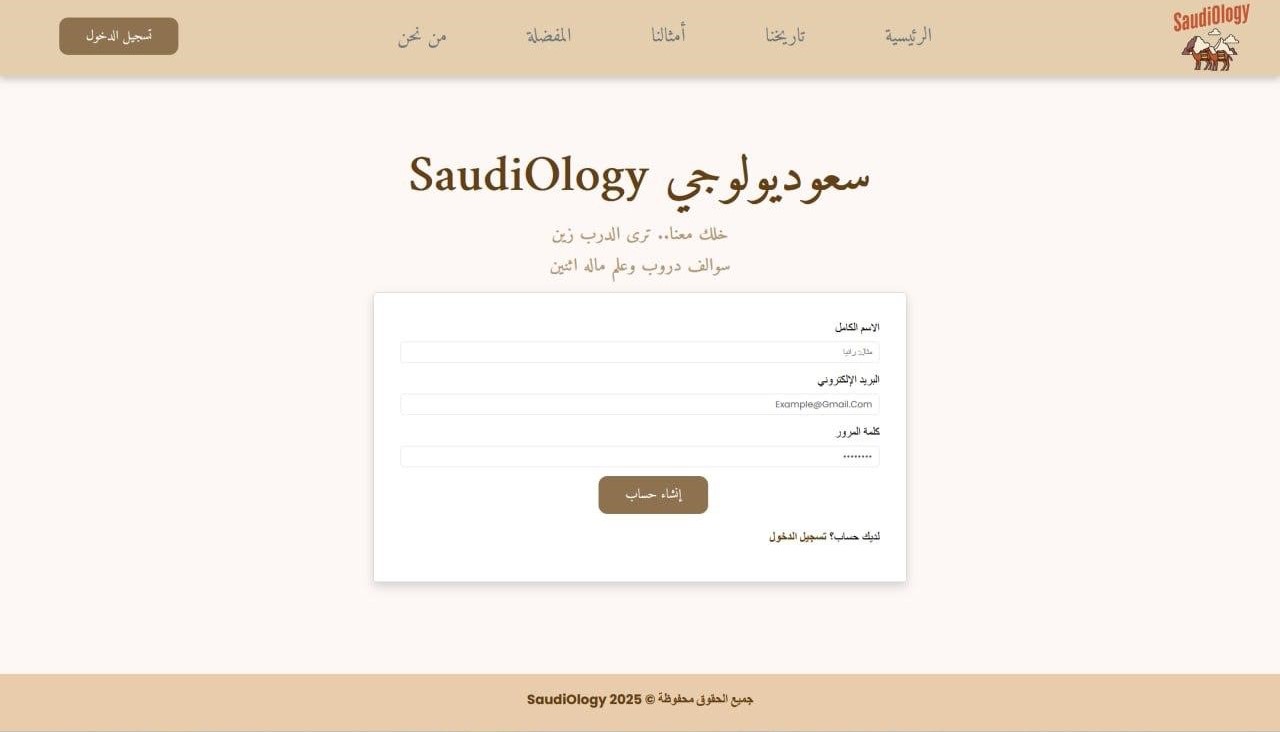 SaudiOlogy
الرئيسية
تاريخنا
أمثالنا
المفضلة
من نحن
تسجيل الدخول
سعوديولوجي SaudiOlogy
خلك معنا.. ترى الدرب زين
سوالف دروب وعلم ماله اثنين
الاسم الكامل
مثال: رانيا
البريد الإلكتروني
Example@Gmail.Com
كلمة المرور
********
إنشاء حساب
لديك حساب؟ تسجيل الدخول
جميع الحقوق محفوظة © SaudiOlogy 2025